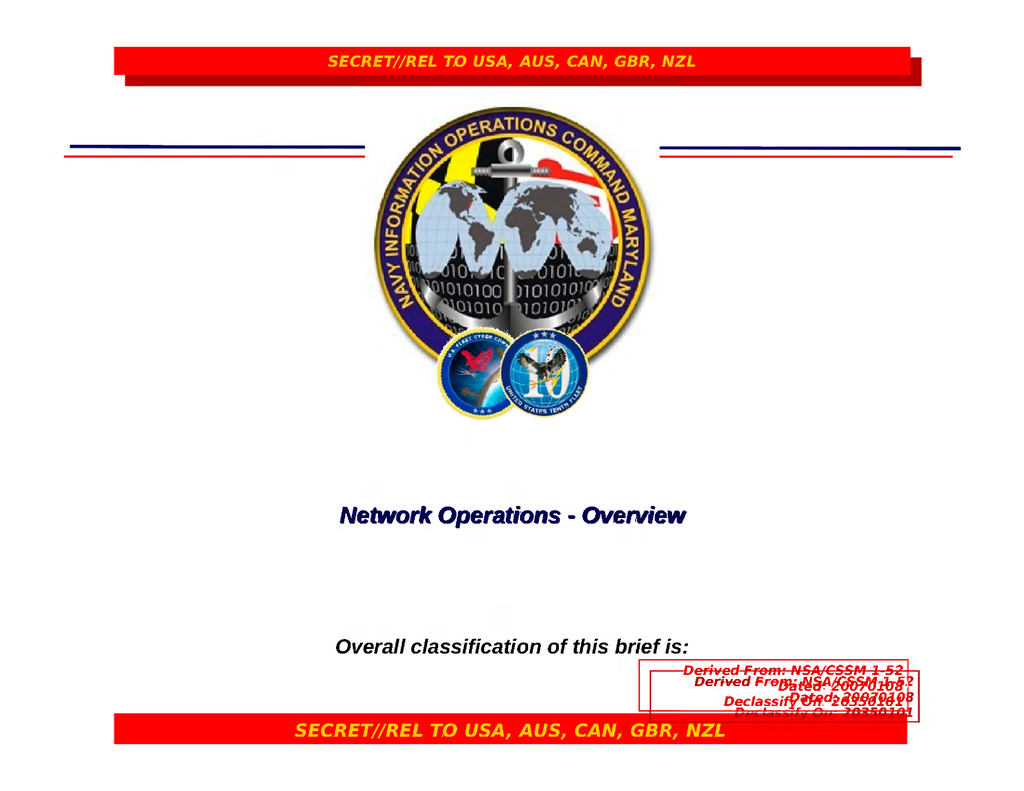 SECRET//REL TO USA, AUS, CAN, GBR, NZL
NAVY INFORMATION OPERATIONS COMMAND MARYLAND
U.S. FLEET CYBER
10
UNITED STATES TENTH FLEET
Network Operations - Overview
Overall classification of this brief is:
Derived From: NSA/CSSM 1-52
Dated: 20070108
Declassify On: 20350101
Derived From: NSA/CSSM 1-52
Dated: 20070108
Declassify On: 20350101
SECRET//REL TO USA, AUS, CAN, GBR, NZL